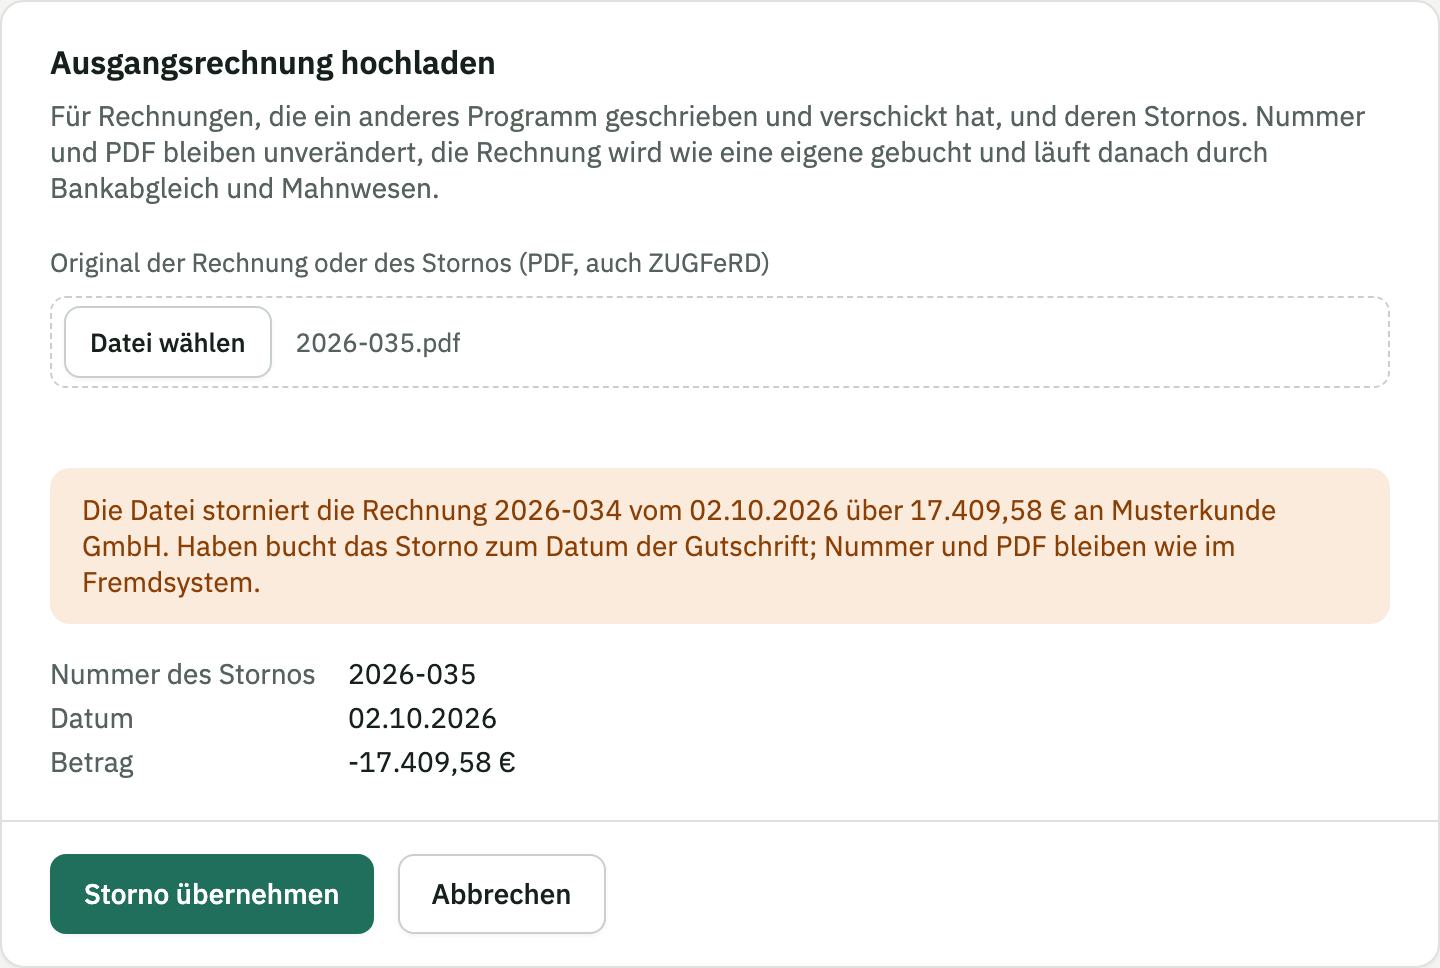 Ausgangsrechnung hochladen
Für Rechnungen, die ein anderes Programm geschrieben und verschickt hat, und deren Stornos. Nummer
und PDF bleiben unverändert, die Rechnung wird wie eine eigene gebucht und läuft danach durch
Bankabgleich und Mahnwesen.
Original der Rechnung oder des Stornos (PDF, auch ZUGFeRD)
Datei wählen 2026-035.pdf
Die Datei storniert die Rechnung 2026-034 vom 02.10.2026 über 17.409,58 € an Musterkunde
GmbH. Haben bucht das Storno zum Datum der Gutschrift; Nummer und PDF bleiben wie im
Fremdsystem.
Nummer des Stornos 2026-035
Datum 02.10.2026
Betrag -17.409,58 €
Storno übernehmen Abbrechen